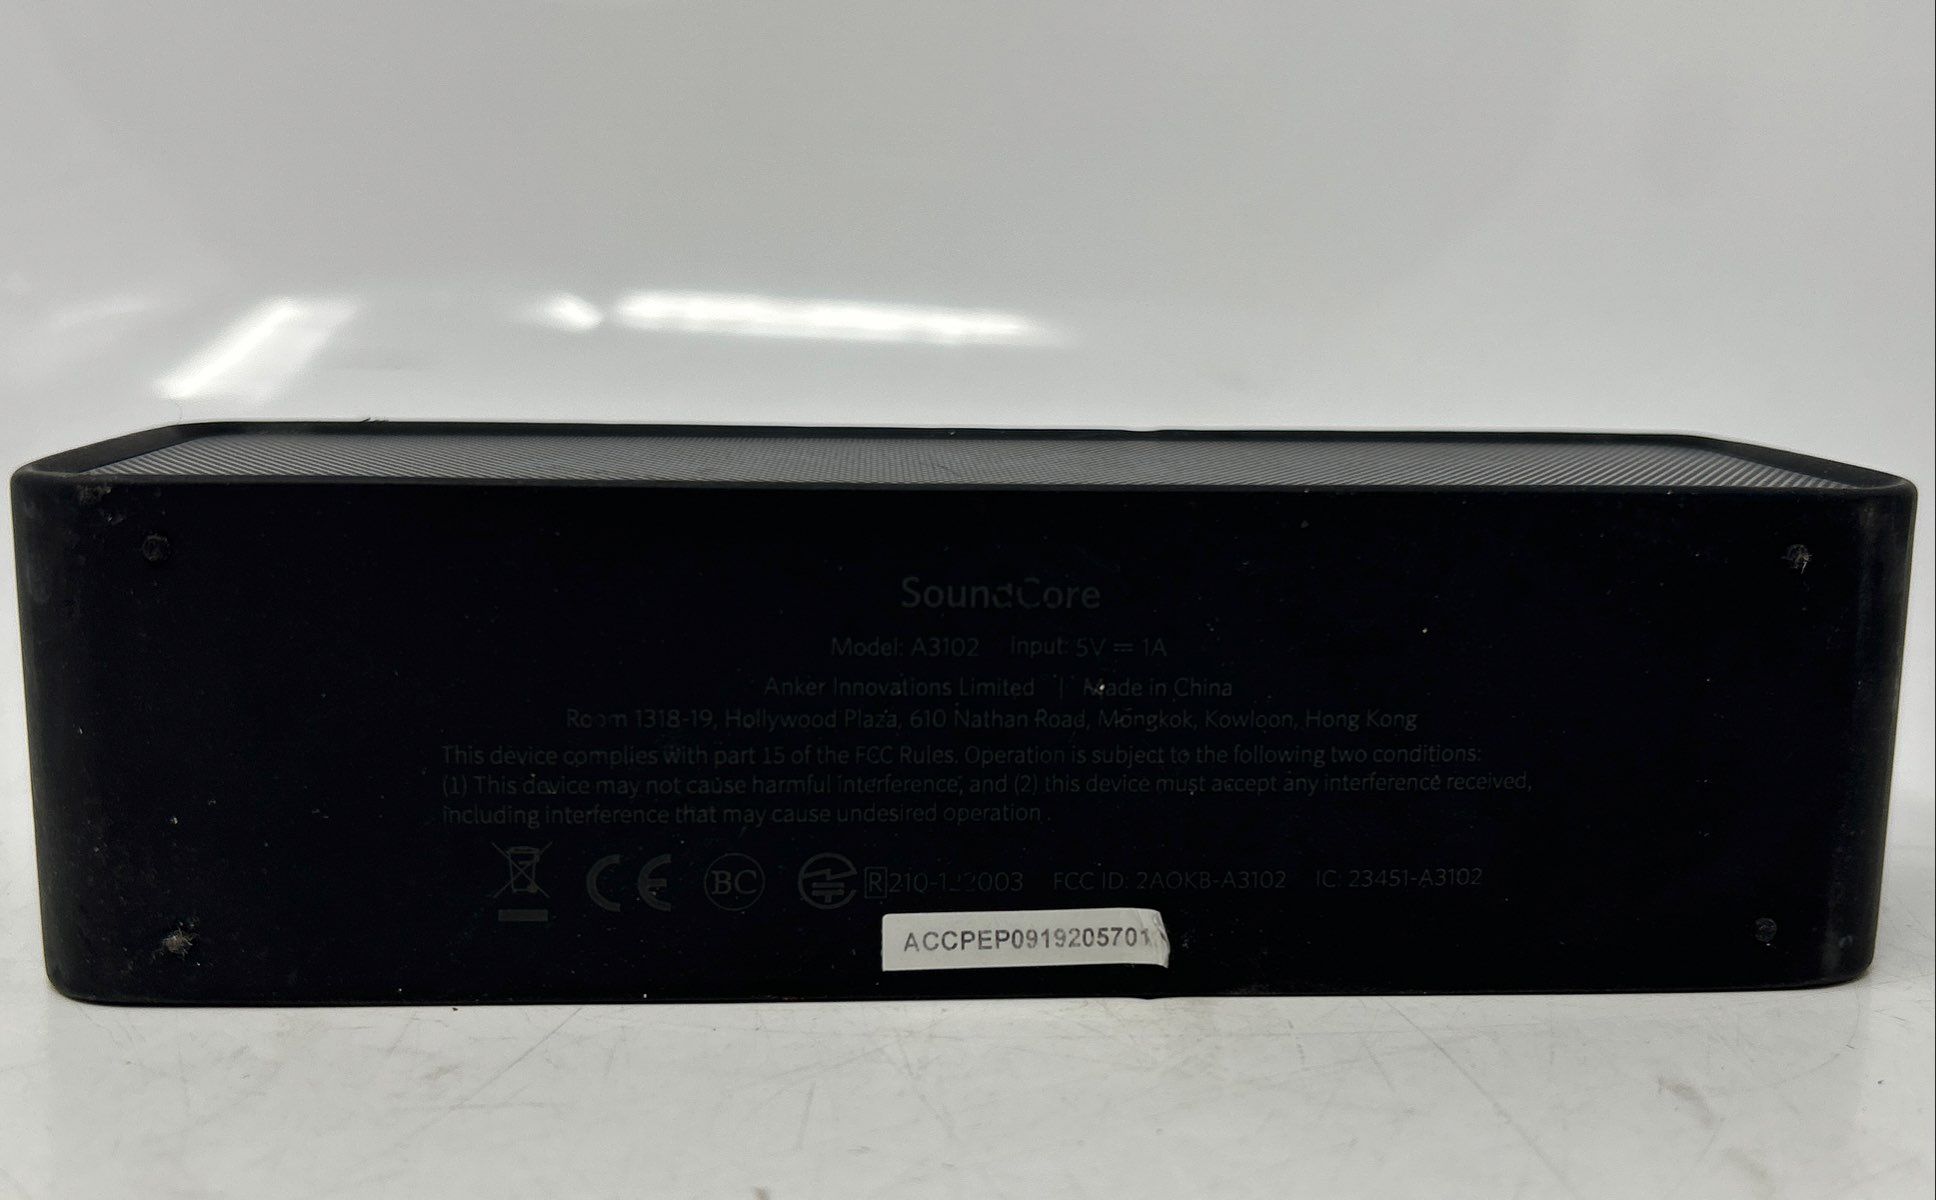 SoundCore
Model: A3102 Input: 5V ⎓ 1A
Anker Innovations Limited | Made in China
Room 1318-19, Hollywood Plaza, 610 Nathan Road, Mongkok, Kowloon, Hong Kong
This device complies with part 15 of the FCC Rules. Operation is subject to the following two conditions:
(1) This device may not cause harmful interference, and (2) this device must accept any interference received,
including interference that may cause undesired operation .
CE BC R FCC ID: 2AOKB-A3102 IC: 23451-A3102
ACCPEP0919205701